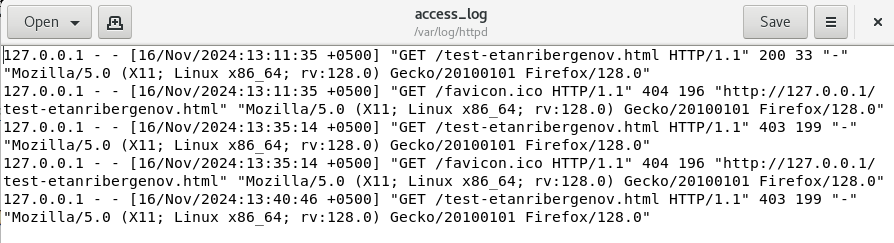 Open
access_log
/var/log/httpd
Save
127.0.0.1 - - [16/Nov/2024:13:11:35 +0500] "GET /test-etanribergenov.html HTTP/1.1" 200 33 "-"
"Mozilla/5.0 (X11; Linux x86_64; rv:128.0) Gecko/20100101 Firefox/128.0"
127.0.0.1 - - [16/Nov/2024:13:11:35 +0500] "GET /favicon.ico HTTP/1.1" 404 196 "http://127.0.0.1/
test-etanribergenov.html" "Mozilla/5.0 (X11; Linux x86_64; rv:128.0) Gecko/20100101 Firefox/128.0"
127.0.0.1 - - [16/Nov/2024:13:35:14 +0500] "GET /test-etanribergenov.html HTTP/1.1" 403 199 "-"
"Mozilla/5.0 (X11; Linux x86_64; rv:128.0) Gecko/20100101 Firefox/128.0"
127.0.0.1 - - [16/Nov/2024:13:35:14 +0500] "GET /favicon.ico HTTP/1.1" 404 196 "http://127.0.0.1/
test-etanribergenov.html" "Mozilla/5.0 (X11; Linux x86_64; rv:128.0) Gecko/20100101 Firefox/128.0"
127.0.0.1 - - [16/Nov/2024:13:40:46 +0500] "GET /test-etanribergenov.html HTTP/1.1" 403 199 "-"
"Mozilla/5.0 (X11; Linux x86_64; rv:128.0) Gecko/20100101 Firefox/128.0"